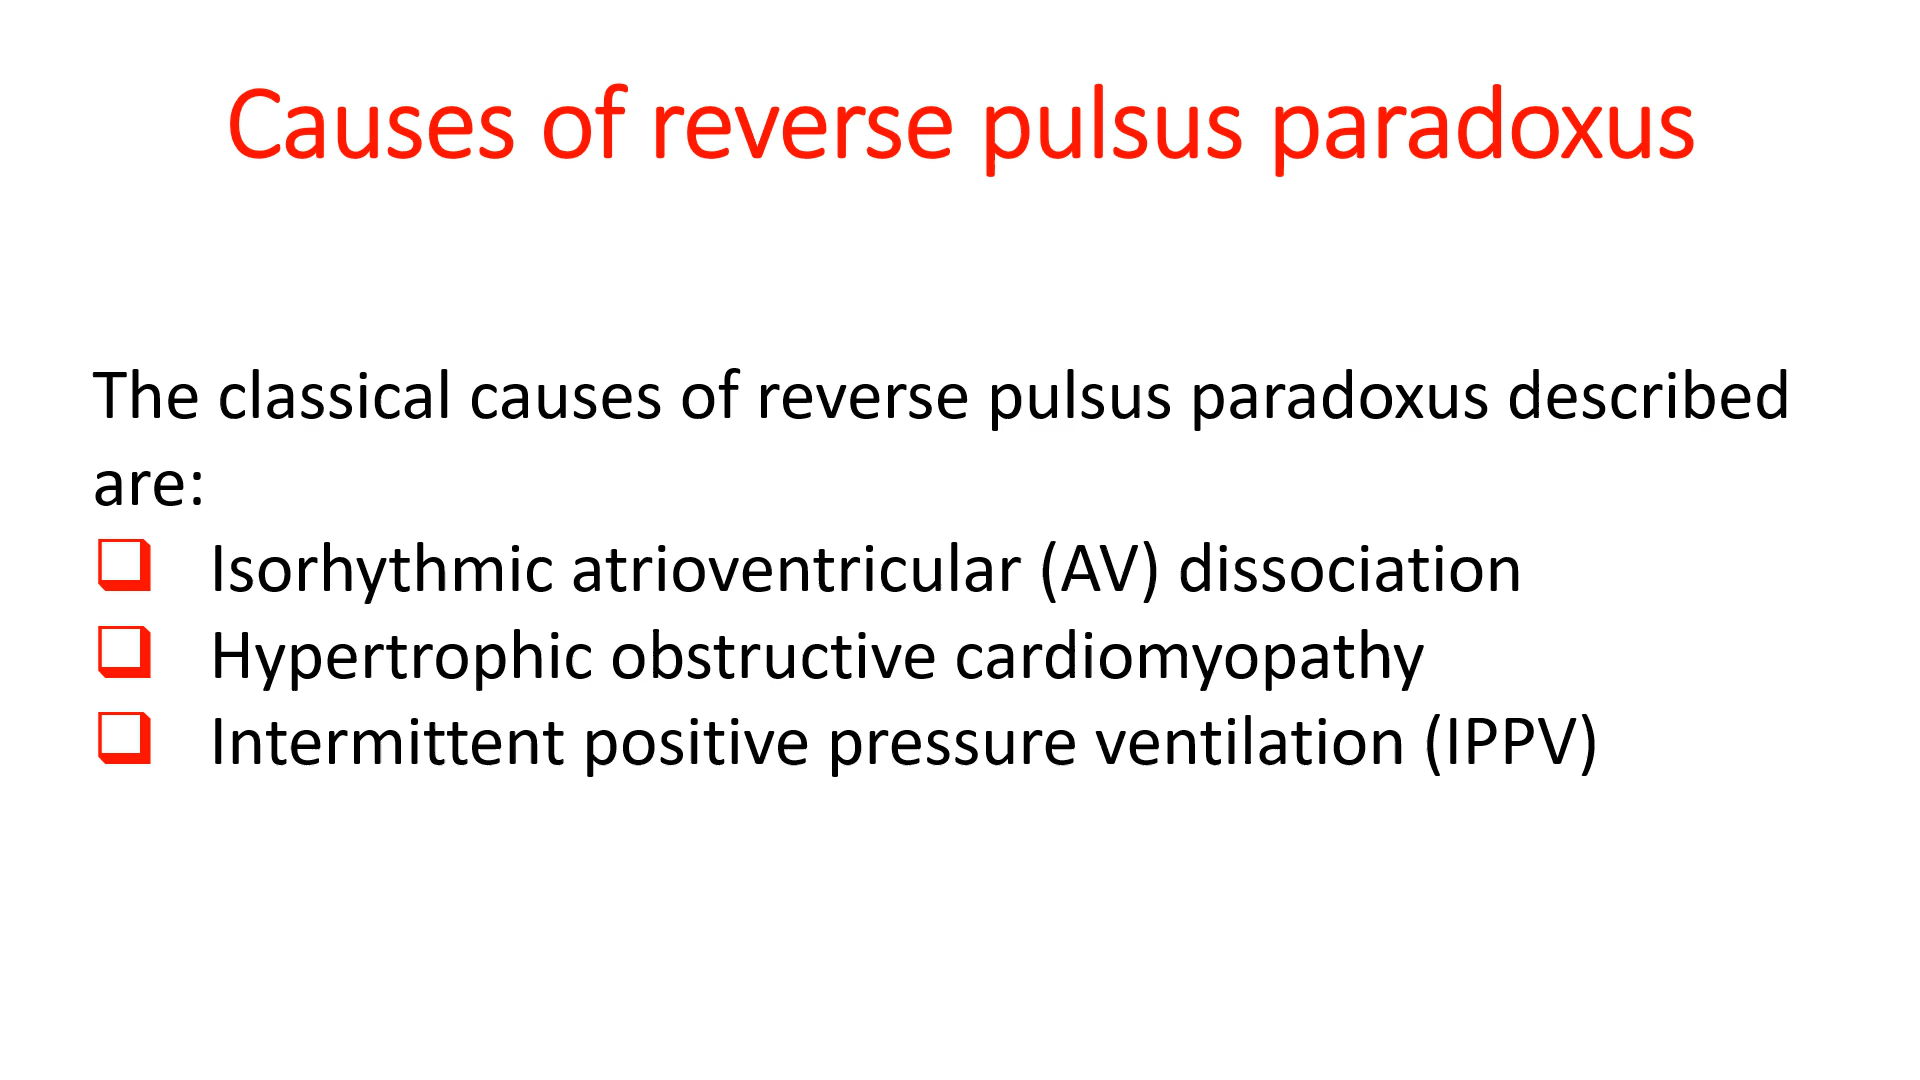 Causes of reverse pulsus paradoxus
The classical causes of reverse pulsus paradoxus described
are:
❑ Isorhythmic atrioventricular (AV) dissociation
❑ Hypertrophic obstructive cardiomyopathy
❑ Intermittent positive pressure ventilation (IPPV)